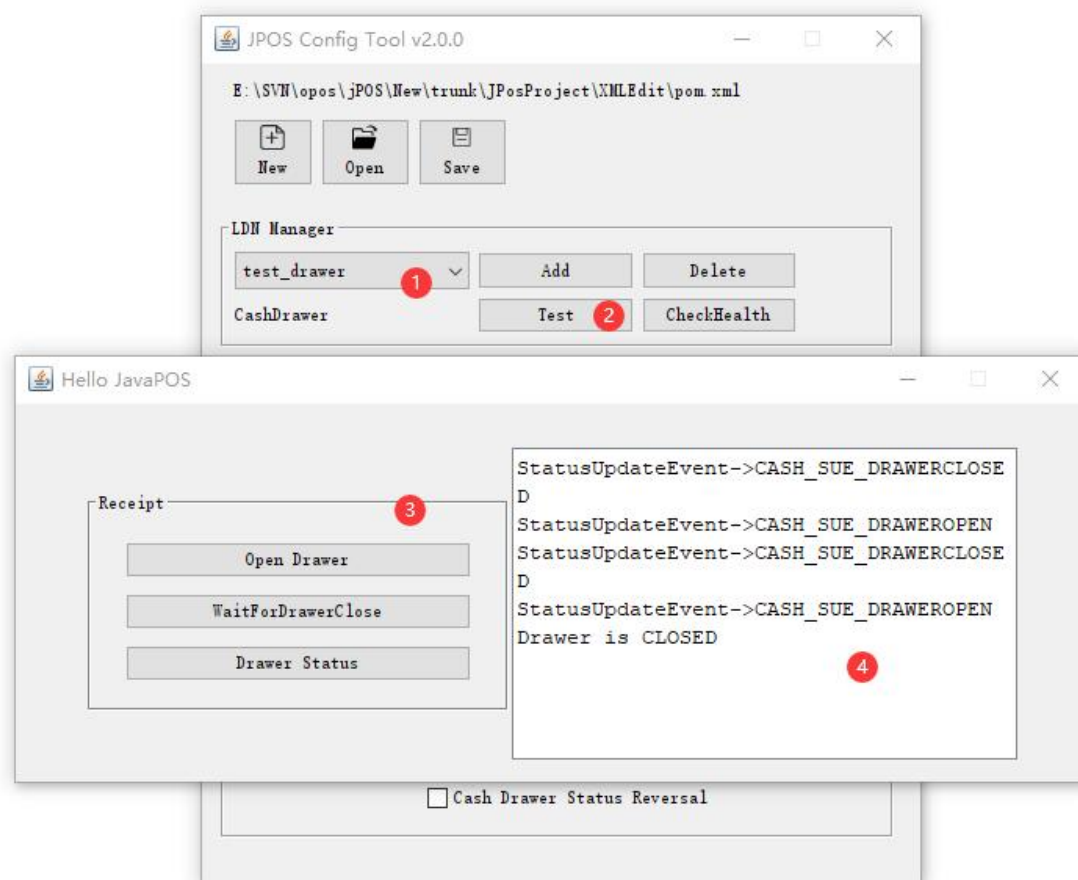 JPOS Config Tool v2.0.0
E:\SVN\opos\jPOS\New\trunk\JPosProject\XMLEdit\pom.xml
New Open Save
LDN Manager
test_drawer 1 Add Delete
CashDrawer Test 2 CheckHealth
Hello JavaPOS
Receipt 3
Open Drawer
WaitForDrawerClose
Drawer Status
StatusUpdateEvent->CASH_SUE_DRAWERCLOSE
D
StatusUpdateEvent->CASH_SUE_DRAWEROPEN
StatusUpdateEvent->CASH_SUE_DRAWERCLOSE
D
StatusUpdateEvent->CASH_SUE_DRAWEROPEN
Drawer is CLOSED
4
Cash Drawer Status Reversal